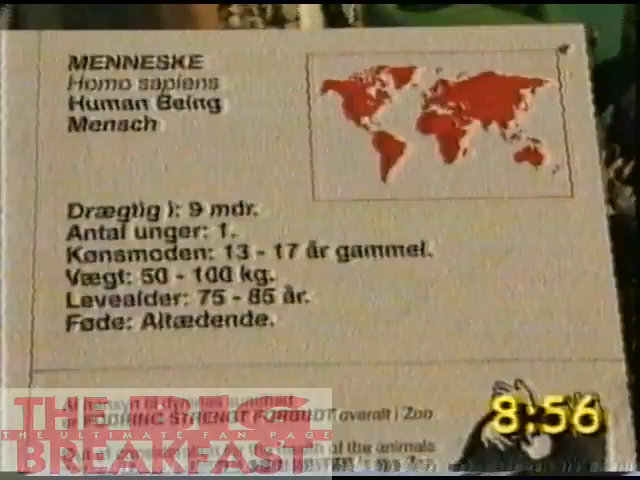 MENNESKE
Homo sapiens
Human Being
Mensch
Drægtig i: 9 mdr.
Antal unger: 1.
Kønsmoden: 13 - 17 år gammel.
Vægt: 50 - 100 kg.
Levealder: 75 - 85 år.
Føde: Altædende.
FODRING STRENGT FORBUDT overalt i Zoo
of the animals
THE BIG
THE ULTIMATE FAN PAGE
BREAKFAST
8:56